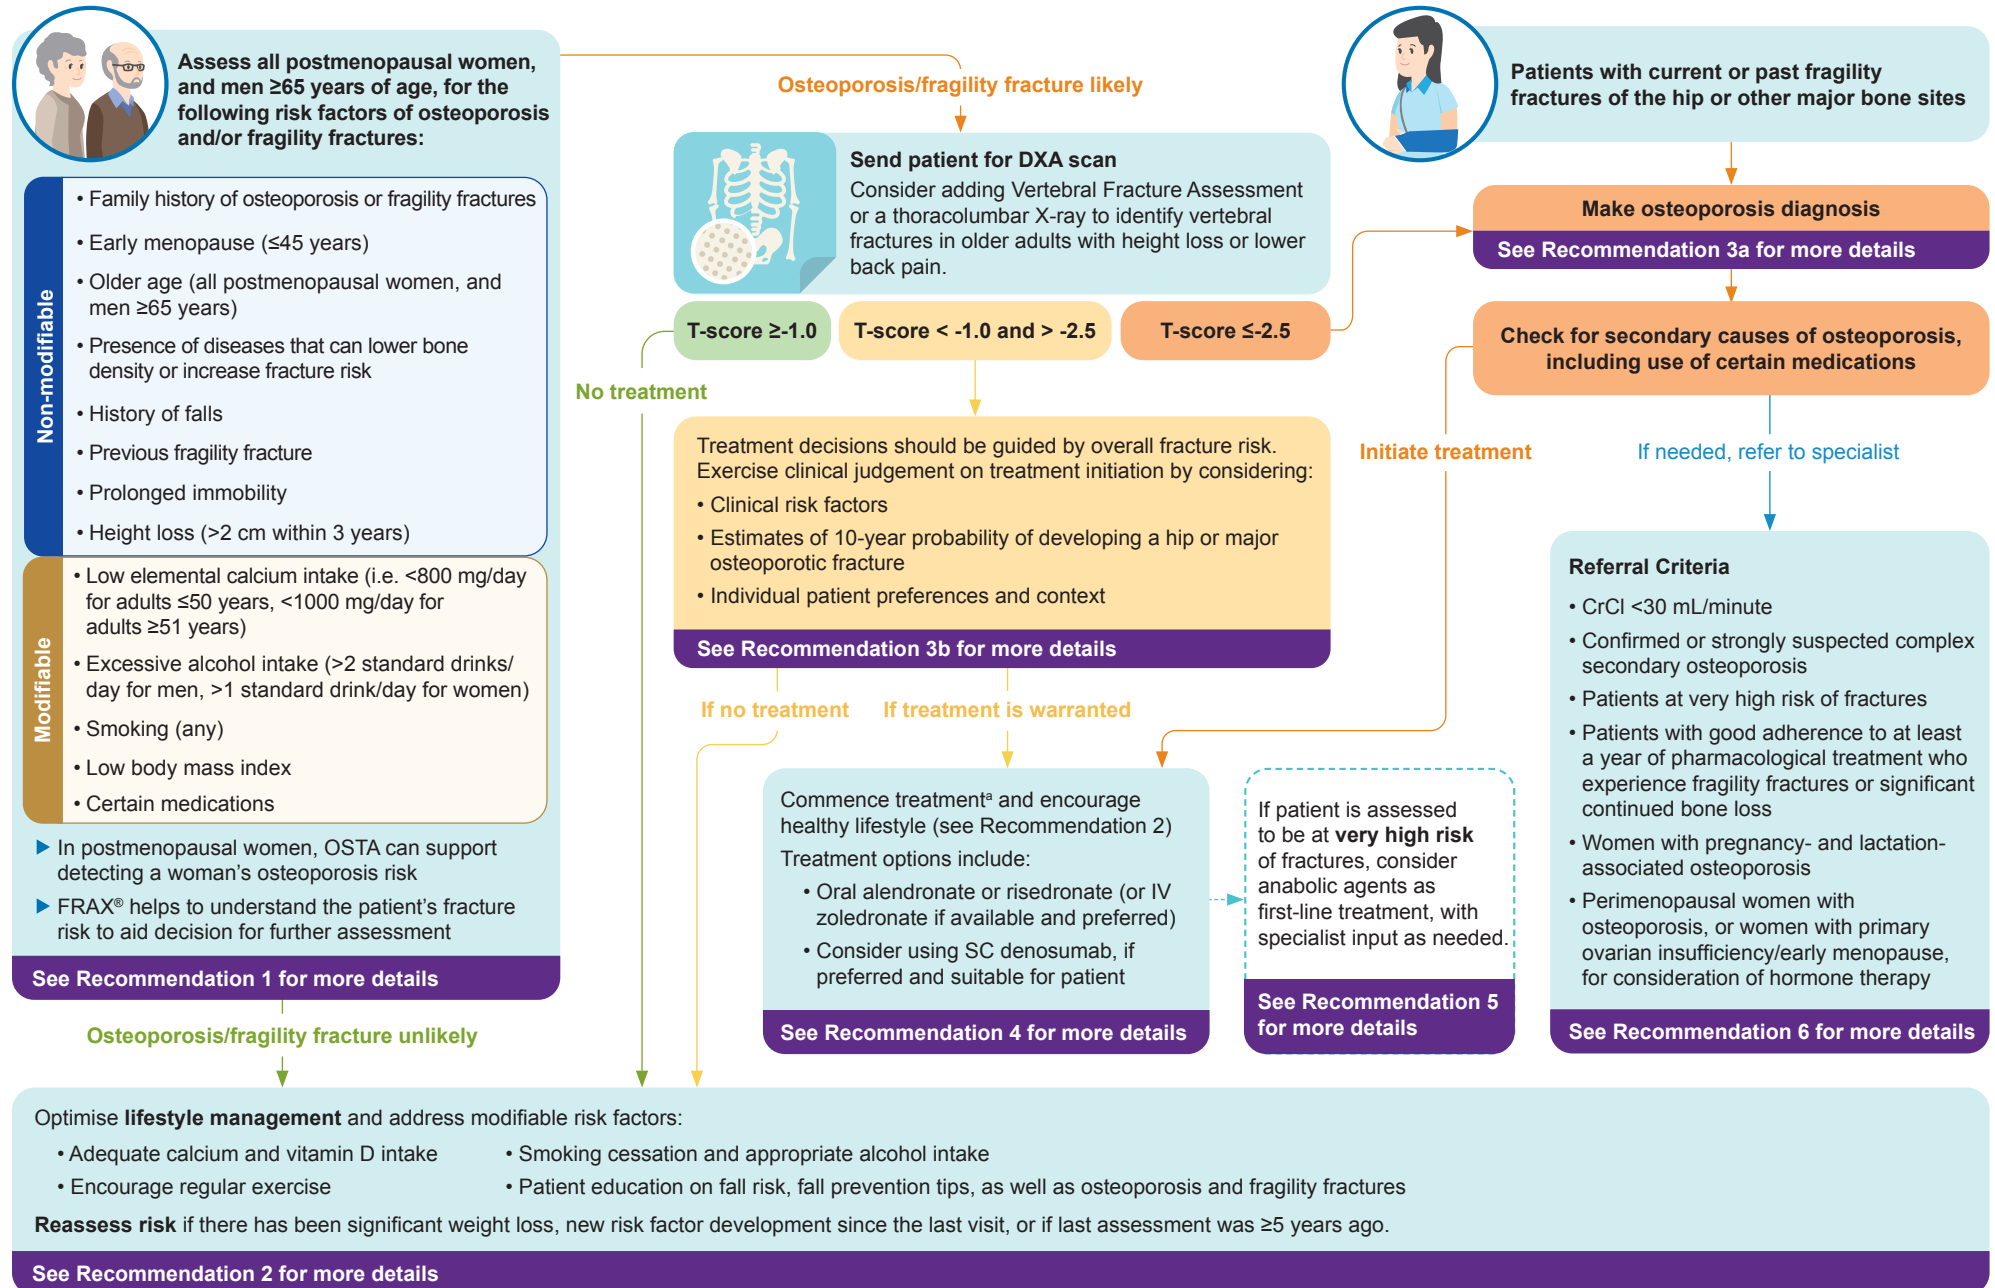 Assess all postmenopausal women,
and men ≥65 years of age, for the
following risk factors of osteoporosis
and/or fragility fractures:
Non-modifiable
• Family history of osteoporosis or fragility fractures
• Early menopause (≤45 years)
• Older age (all postmenopausal women, and
men ≥65 years)
• Presence of diseases that can lower bone
density or increase fracture risk
• History of falls
• Previous fragility fracture
• Prolonged immobility
• Height loss (>2 cm within 3 years)
Modifiable
• Low elemental calcium intake (i.e. <800 mg/day
for adults ≤50 years, <1000 mg/day for
adults ≥51 years)
• Excessive alcohol intake (>2 standard drinks/
day for men, >1 standard drink/day for women)
• Smoking (any)
• Low body mass index
• Certain medications
▶ In postmenopausal women, OSTA can support
detecting a woman's osteoporosis risk
▶ FRAX® helps to understand the patient's fracture
risk to aid decision for further assessment
See Recommendation 1 for more details
Osteoporosis/fragility fracture unlikely
Osteoporosis/fragility fracture likely
Send patient for DXA scan
Consider adding Vertebral Fracture Assessment
or a thoracolumbar X-ray to identify vertebral
fractures in older adults with height loss or lower
back pain.
T-score ≥-1.0
T-score < -1.0 and > -2.5
T-score ≤-2.5
No treatment
Treatment decisions should be guided by overall fracture risk.
Exercise clinical judgement on treatment initiation by considering:
• Clinical risk factors
• Estimates of 10-year probability of developing a hip or major
osteoporotic fracture
• Individual patient preferences and context
See Recommendation 3b for more details
If no treatment
If treatment is warranted
Commence treatmentᵃ and encourage
healthy lifestyle (see Recommendation 2)
Treatment options include:
• Oral alendronate or risedronate (or IV
zoledronate if available and preferred)
• Consider using SC denosumab, if
preferred and suitable for patient
See Recommendation 4 for more details
If patient is assessed
to be at very high risk
of fractures, consider
anabolic agents as
first-line treatment, with
specialist input as needed.
See Recommendation 5
for more details
Patients with current or past fragility
fractures of the hip or other major bone sites
Make osteoporosis diagnosis
See Recommendation 3a for more details
Check for secondary causes of osteoporosis,
including use of certain medications
Initiate treatment
If needed, refer to specialist
Referral Criteria
• CrCl <30 mL/minute
• Confirmed or strongly suspected complex
secondary osteoporosis
• Patients at very high risk of fractures
• Patients with good adherence to at least
a year of pharmacological treatment who
experience fragility fractures or significant
continued bone loss
• Women with pregnancy- and lactation-
associated osteoporosis
• Perimenopausal women with
osteoporosis, or women with primary
ovarian insufficiency/early menopause,
for consideration of hormone therapy
See Recommendation 6 for more details
Optimise lifestyle management and address modifiable risk factors:
• Adequate calcium and vitamin D intake
• Encourage regular exercise
• Smoking cessation and appropriate alcohol intake
• Patient education on fall risk, fall prevention tips, as well as osteoporosis and fragility fractures
Reassess risk if there has been significant weight loss, new risk factor development since the last visit, or if last assessment was ≥5 years ago.
See Recommendation 2 for more details